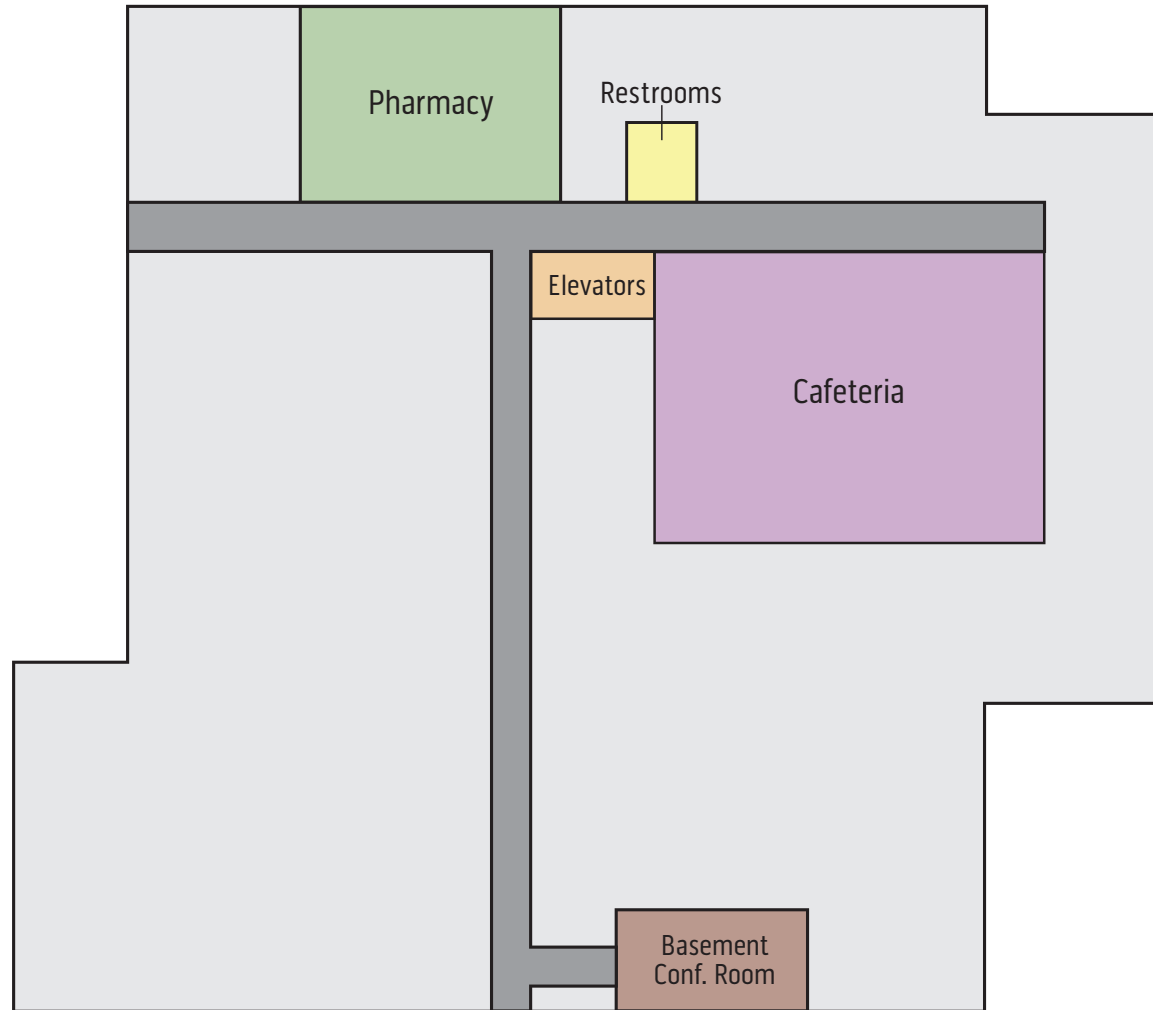 Pharmacy
Restrooms
Elevators
Cafeteria
Basement
Conf. Room